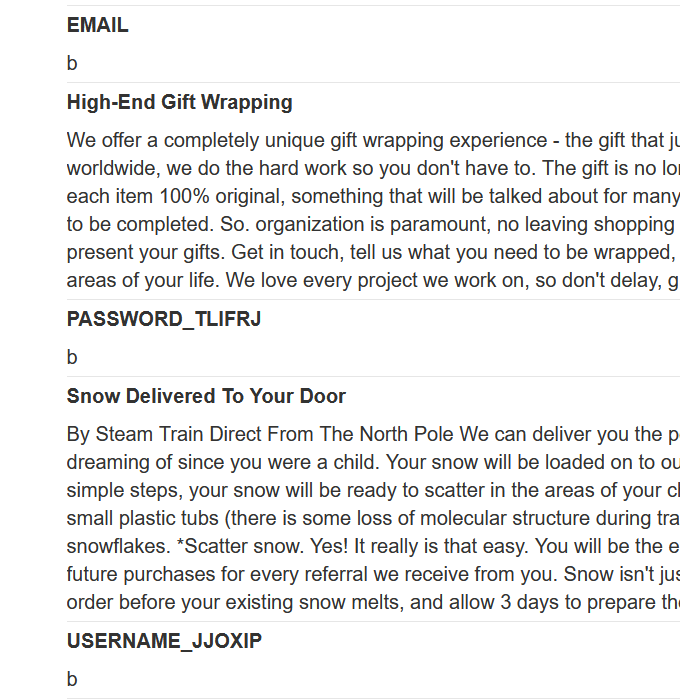 EMAIL
b
High-End Gift Wrapping
We offer a completely unique gift wrapping experience - the gift that
worldwide, we do the hard work so you don't have to. The gift is no
each item 100% original, something that will be talked about for many
to be completed. So. organization is paramount, no leaving shopping
present your gifts. Get in touch, tell us what you need to be wrapped,
areas of your life. We love every project we work on, so don't delay,
PASSWORD_TLIFRJ
b
Snow Delivered To Your Door
By Steam Train Direct From The North Pole We can deliver you the
dreaming of since you were a child. Your snow will be loaded on to
simple steps, your snow will be ready to scatter in the areas of your
small plastic tubs (there is some loss of molecular structure during
snowflakes. *Scatter snow. Yes! It really is that easy. You will be the
future purchases for every referral we receive from you. Snow isn't
order before your existing snow melts, and allow 3 days to prepare
USERNAME_JJOXIP
b